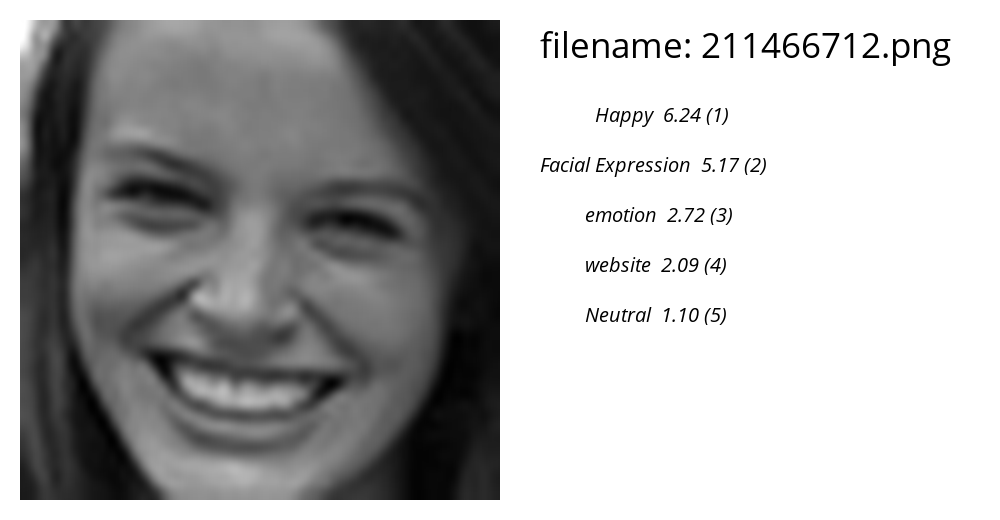 filename: 211466712.png
Happy 6.24 (1)
Facial Expression 5.17 (2)
emotion 2.72 (3)
website 2.09 (4)
Neutral 1.10 (5)